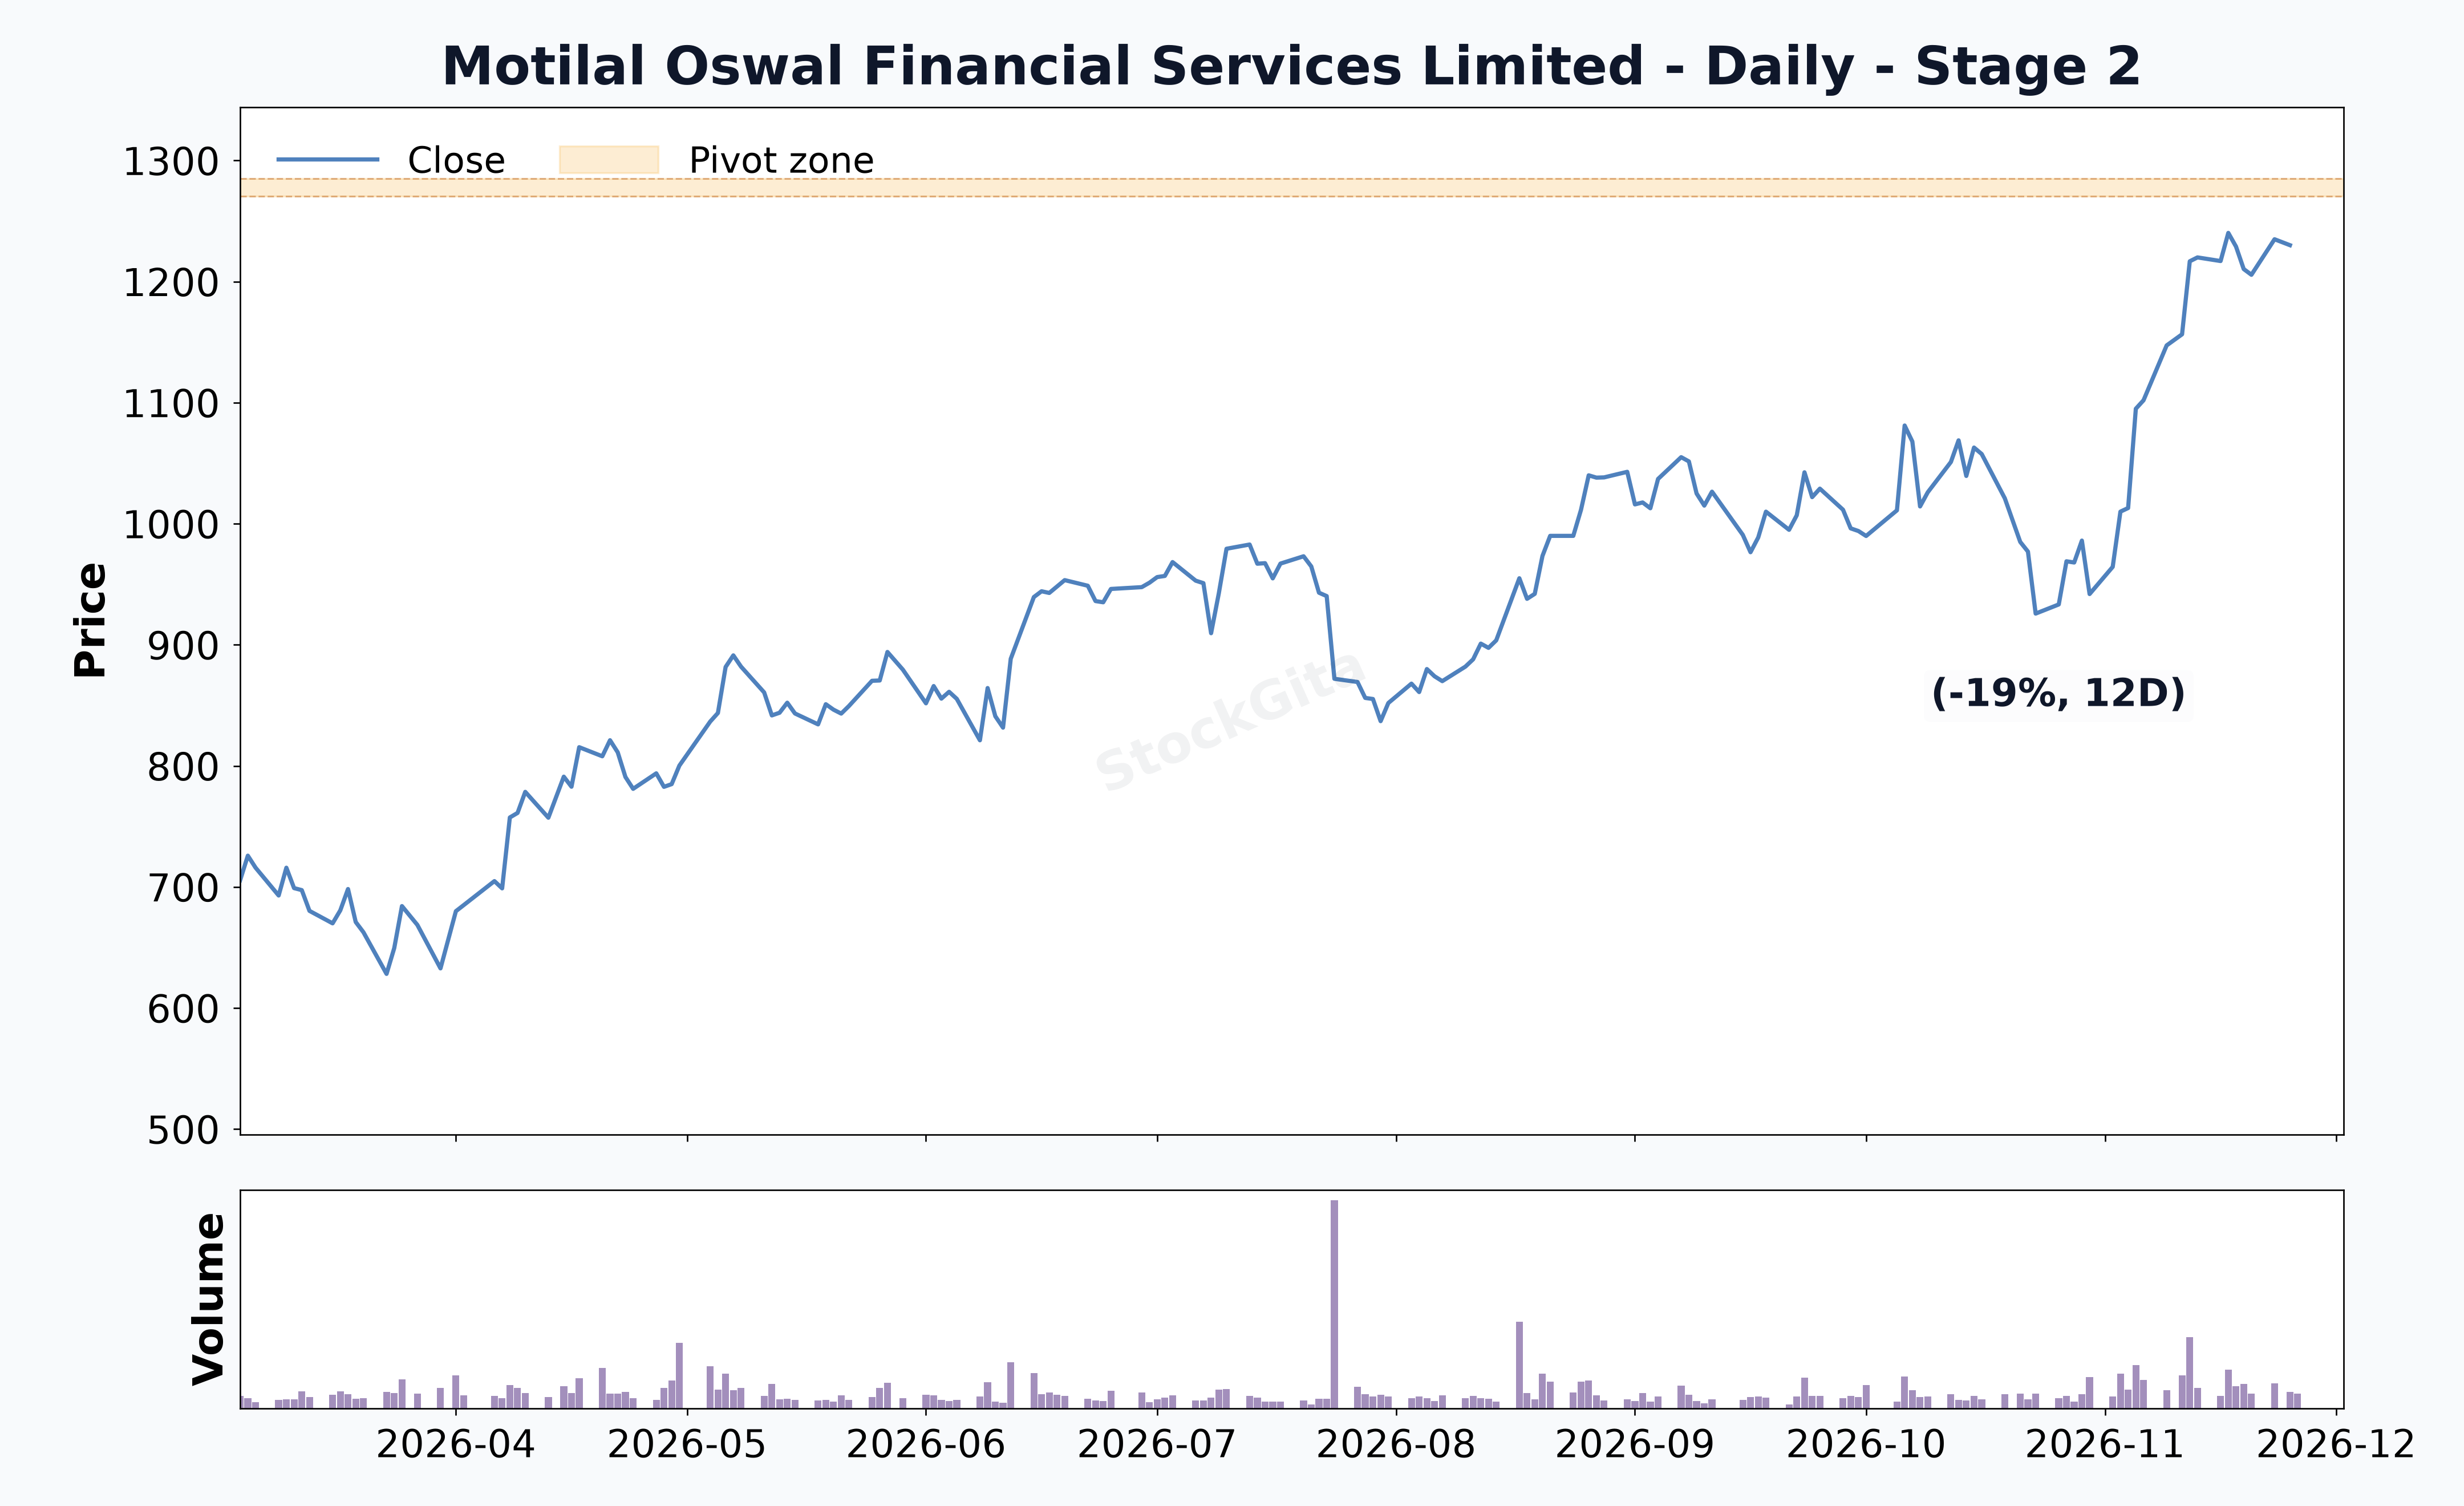 Motilal Oswal Financial Services Limited - Daily - Stage 2
Close
Pivot zone
Price
1300
1200
1100
1000
900
800
700
600
500
(-19%, 12D)
StockGita
Volume
2026-04
2026-05
2026-06
2026-07
2026-08
2026-09
2026-10
2026-11
2026-12